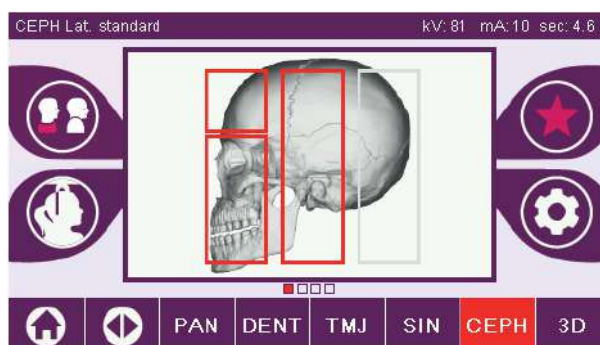 CEPH Lat. standard kV: 81 mA: 10 sec: 4.6
PAN DENT TMJ SIN CEPH 3D